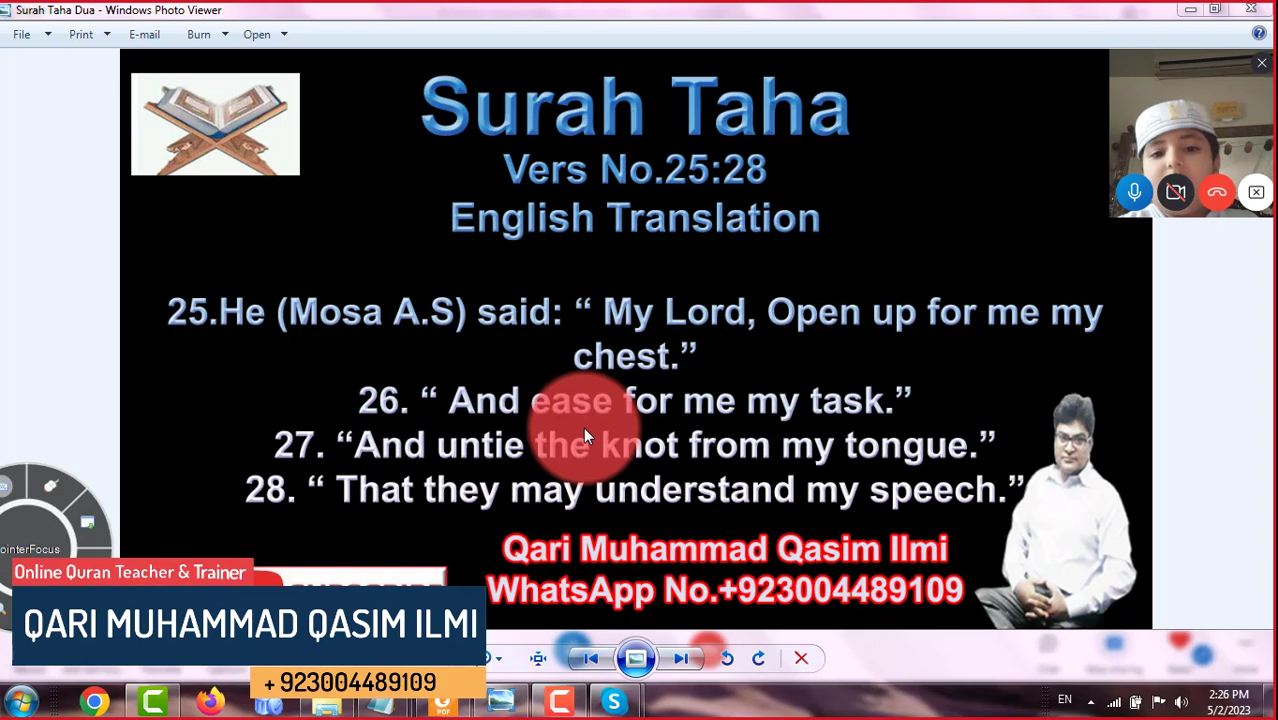 Surah Taha Dua - Windows Photo Viewer
File Print E-mail Burn Open
Surah Taha
Vers No.25:28
English Translation
25.He (Mosa A.S) said: “ My Lord, Open up for me my
chest.”
26. “ And ease for me my task.”
27. “And untie the knot from my tongue.”
28. “ That they may understand my speech.”
Qari Muhammad Qasim Ilmi
WhatsApp No.+923004489109
ointerFocus
Online Quran Teacher & Trainer
QARI MUHAMMAD QASIM ILMI
+ 923004489109
PDF
EN
2:26 PM
5/2/2023